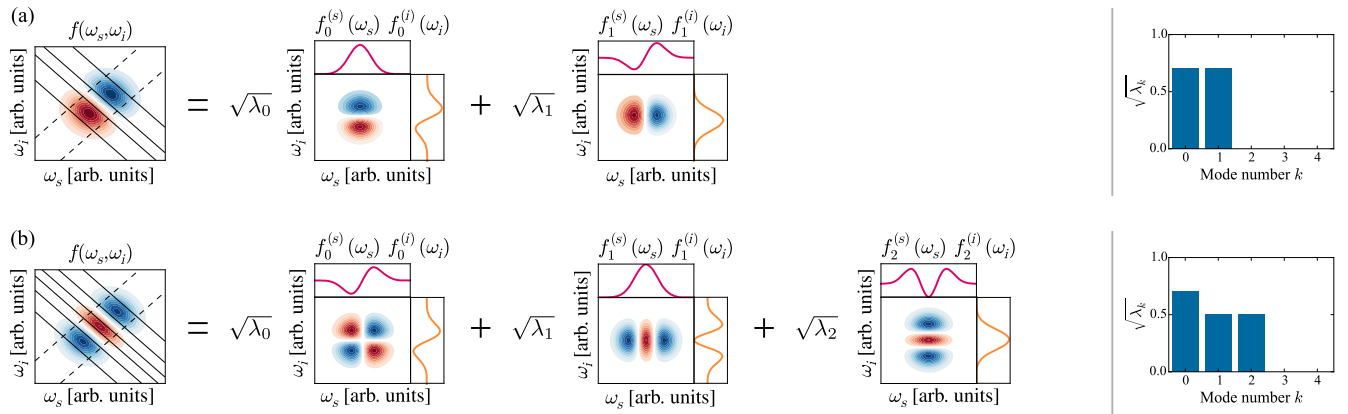 (a)
f(ω_s,ω_i)
ω_i [arb. units]
ω_s [arb. units]
=
√λ_0
f_0^(s)(ω_s) f_0^(i)(ω_i)
ω_i [arb. units]
ω_s [arb. units]
+
√λ_1
f_1^(s)(ω_s) f_1^(i)(ω_i)
ω_i [arb. units]
ω_s [arb. units]
√λ_k
1.0
0.5
0.0
0 1 2 3 4
Mode number k
(b)
f(ω_s,ω_i)
ω_i [arb. units]
ω_s [arb. units]
=
√λ_0
f_0^(s)(ω_s) f_0^(i)(ω_i)
ω_i [arb. units]
ω_s [arb. units]
+
√λ_1
f_1^(s)(ω_s) f_1^(i)(ω_i)
ω_i [arb. units]
ω_s [arb. units]
+
√λ_2
f_2^(s)(ω_s) f_2^(i)(ω_i)
ω_i [arb. units]
ω_s [arb. units]
√λ_k
1.0
0.5
0.0
0 1 2 3 4
Mode number k